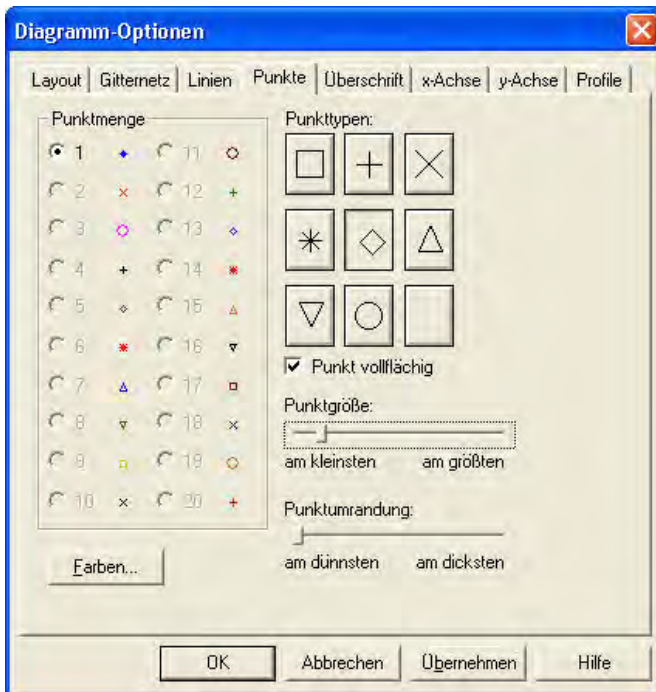 Diagramm-Optionen
Layout Gitternetz Linien Punkte Überschrift x-Achse y-Achse Profile
Punktmenge
1 11
2 12
3 13
4 14
5 15
6 16
7 17
8 18
9 19
10 20
Farben...
Punkttypen:
Punkt vollflächig
Punktgröße:
am kleinsten am größten
Punktumrandung:
am dünnsten am dicksten
OK Abbrechen Übernehmen Hilfe